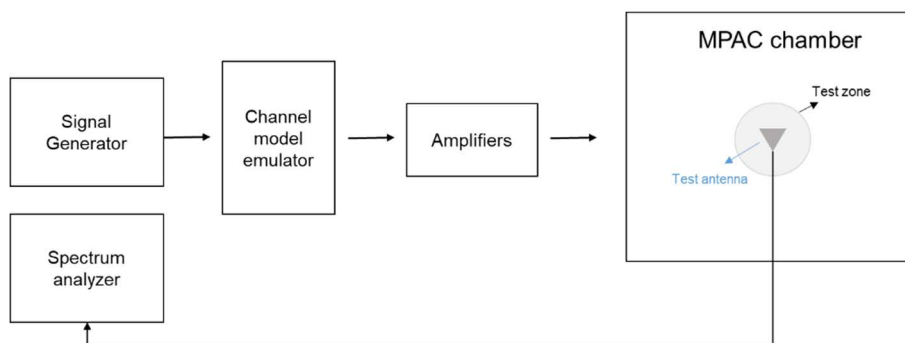 Signal
Generator
Channel
model
emulator
Amplifiers
MPAC chamber
Test zone
Test antenna
Spectrum
analyzer